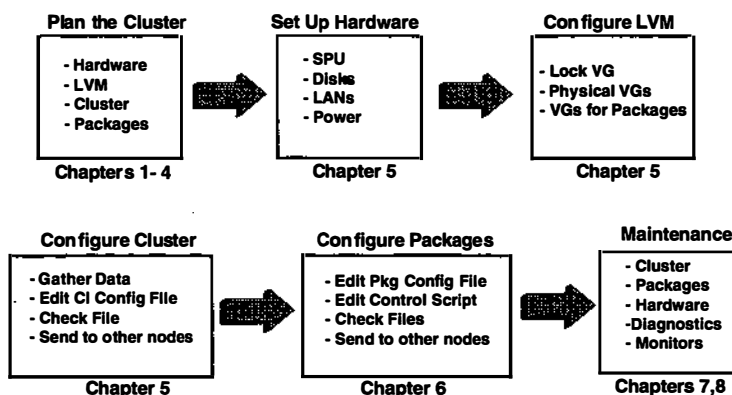 Plan the Cluster
- Hardware
- LVM
- Cluster
- Packages
Chapters 1- 4
Set Up Hardware
- SPU
- Disks
- LANs
- Power
Chapter 5
Configure LVM
- Lock VG
- Physical VGs
- VGs for Packages
Chapter 5
Configure Cluster
- Gather Data
- Edit Cl Config File
- Check File
- Send to other nodes
Chapter 5
Configure Packages
- Edit Pkg Config File
- Edit Control Script
- Check Files
- Send to other nodes
Chapter 6
Maintenance
- Cluster
- Packages
- Hardware
-Diagnostics
- Monitors
Chapters 7,8